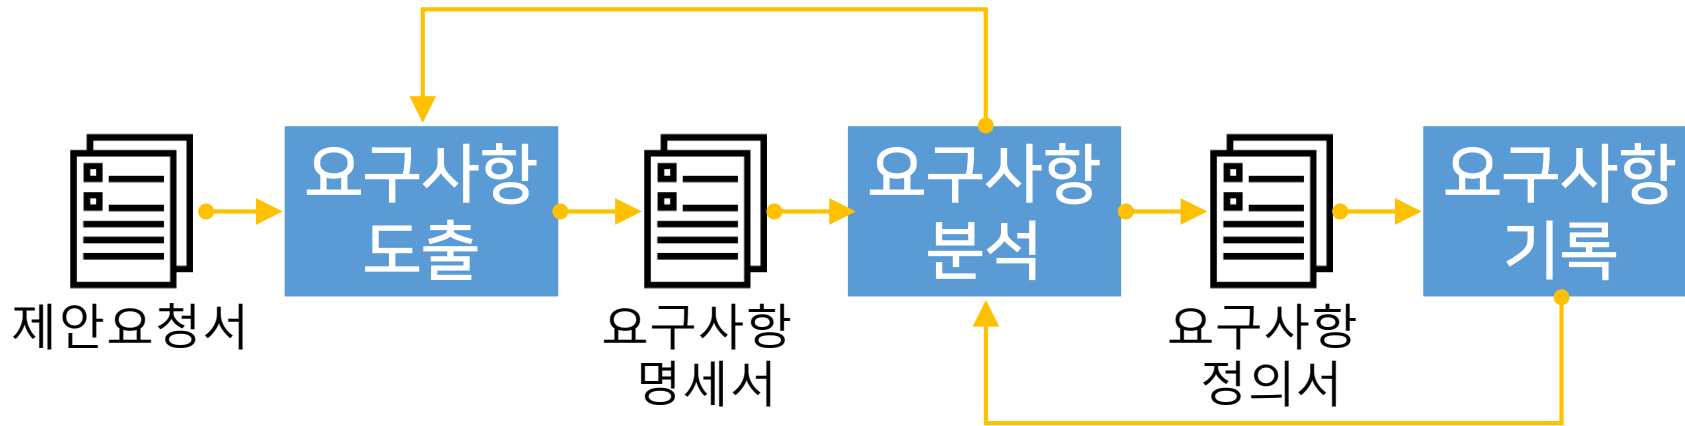 제안요청서
요구사항
도출
요구사항
명세서
요구사항
분석
요구사항
정의서
요구사항
기록